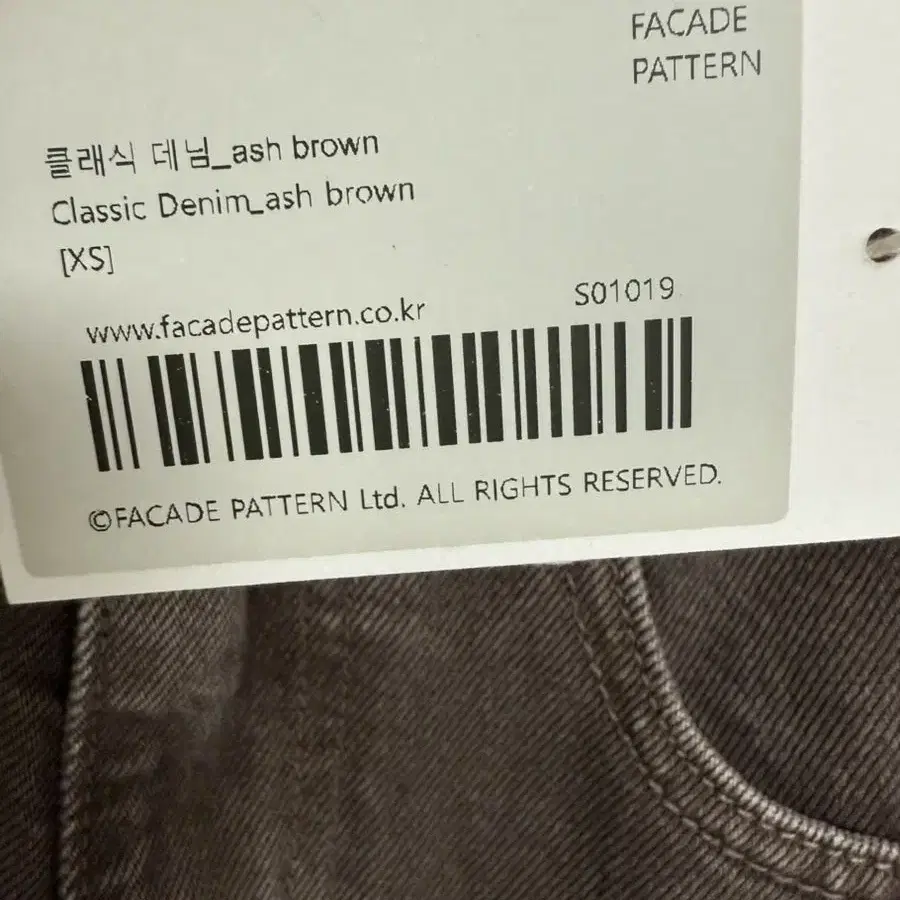 FACADE
PATTERN
클래식 데님_ash brown
Classic Denim_ash brown
[XS]
S01019
www.facadepattern.co.kr
©FACADE PATTERN Ltd. ALL RIGHTS RESERVED.